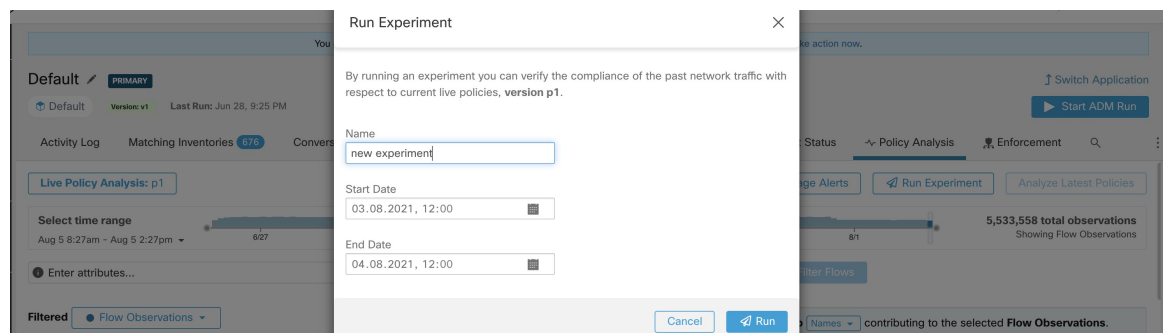 Run Experiment
You
ke action now.
Default PRIMARY
Switch Application
Default Version: v1 Last Run: Jun 28, 9:25 PM
Start ADM Run
By running an experiment you can verify the compliance of the past network traffic with
respect to current live policies, version p1.
Activity Log Matching Inventories 676 Convers
Status Policy Analysis Enforcement
Name
new experiment
Live Policy Analysis: p1
age Alerts Run Experiment Analyze Latest Policies
Start Date
03.08.2021, 12:00
Select time range
Aug 5 8:27am - Aug 5 2:27pm
6/27
8/1
5,533,558 total observations
Showing Flow Observations
End Date
04.08.2021, 12:00
Enter attributes...
Filter Flows
Filtered Flow Observations
Cancel Run
Names contributing to the selected Flow Observations.